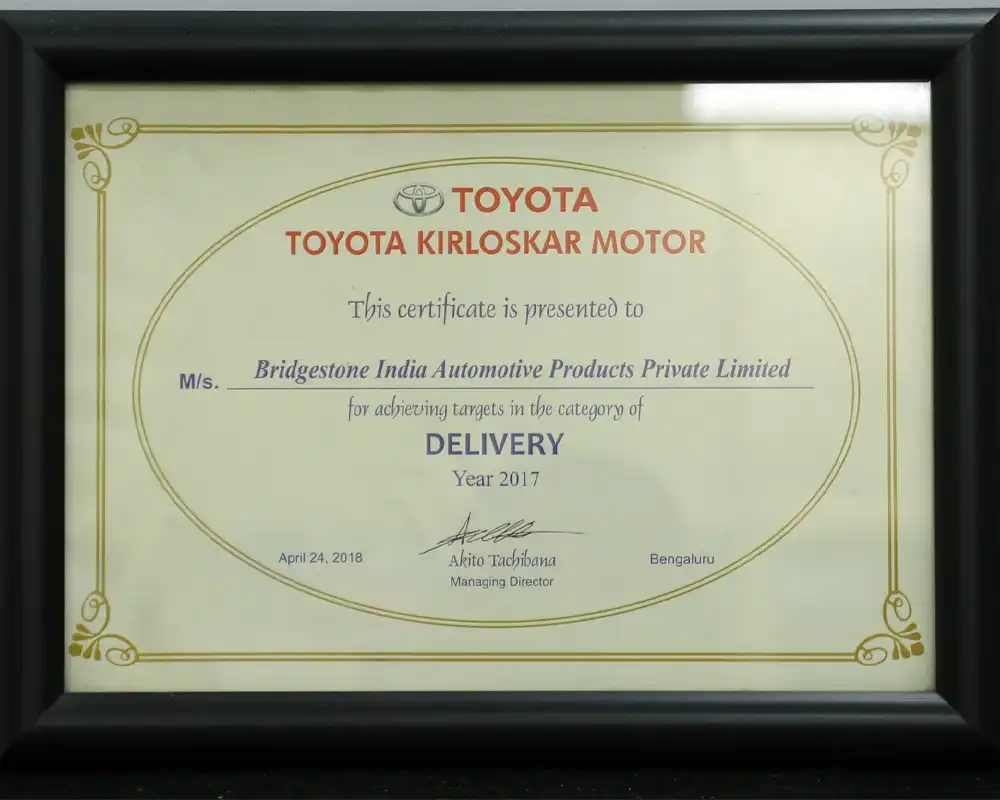 TOYOTA
TOYOTA KIRLOSKAR MOTOR
This certificate is presented to
M/s. Bridgestone India Automotive Products Private Limited
for achieving targets in the category of
DELIVERY
Year 2017
April 24, 2018 Akito Tachibana Bengaluru
Managing Director